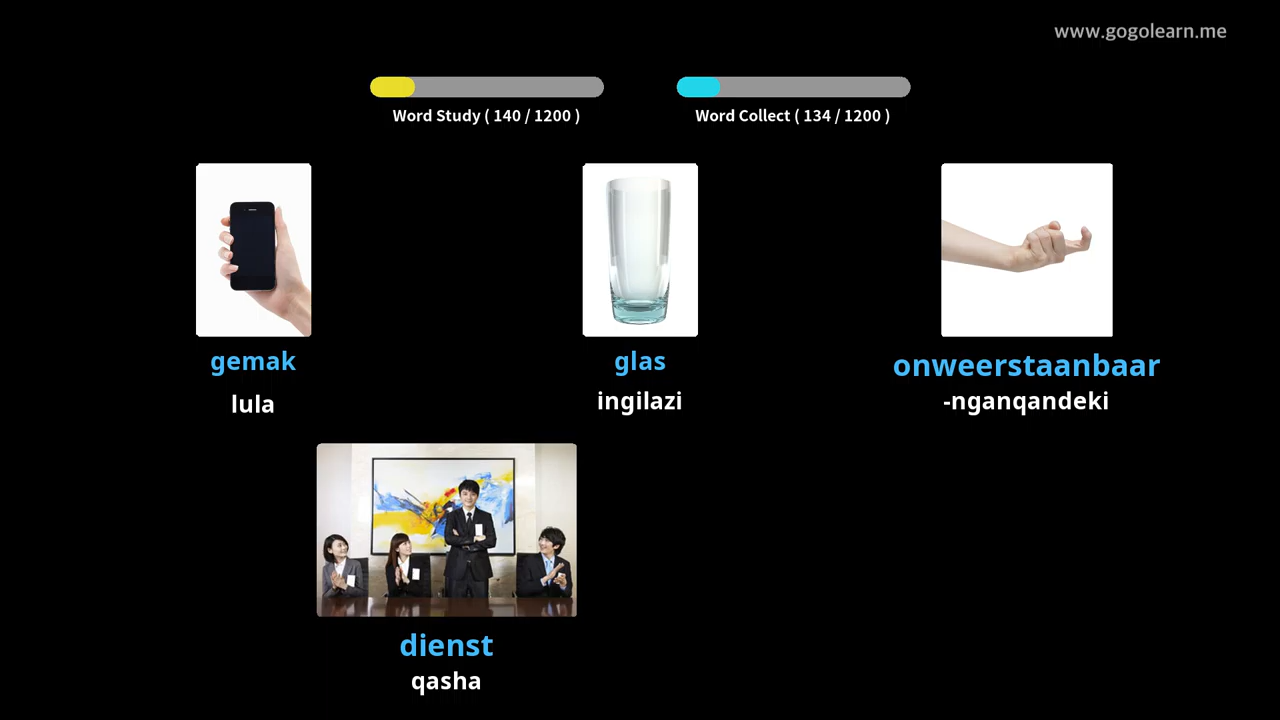 www.gogolearn.me
Word Study ( 140 / 1200 )
Word Collect ( 134 / 1200 )
gemak
lula
glas
ingilazi
onweerstaanbaar
-nganqandeki
dienst
qasha